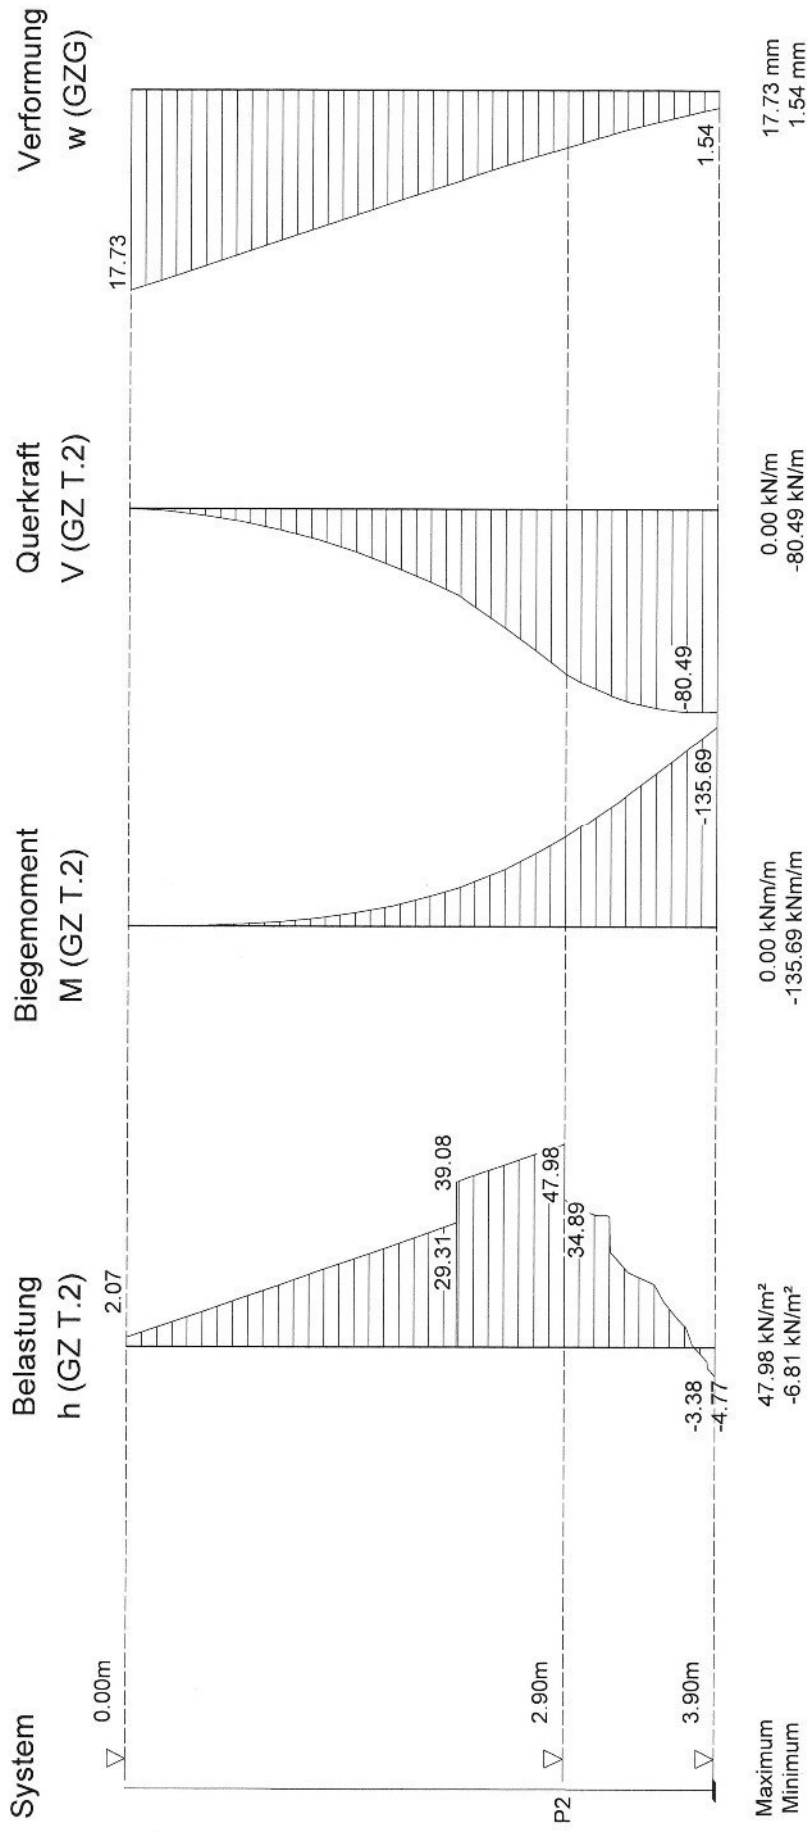 System
Belastung
h (GZ T.2)
Biegemoment
M (GZ T.2)
Querkraft
V (GZ T.2)
Verformung
w (GZG)
0.00m
2.07
17.73
29.31
39.08
2.90m
P2
47.98
34.89
3.90m
-3.38
-4.77
-135.69
-80.49
1.54
Maximum
47.98 kN/m²
0.00 kNm/m
0.00 kN/m
17.73 mm
Minimum
-6.81 kN/m²
-135.69 kNm/m
-80.49 kN/m
1.54 mm